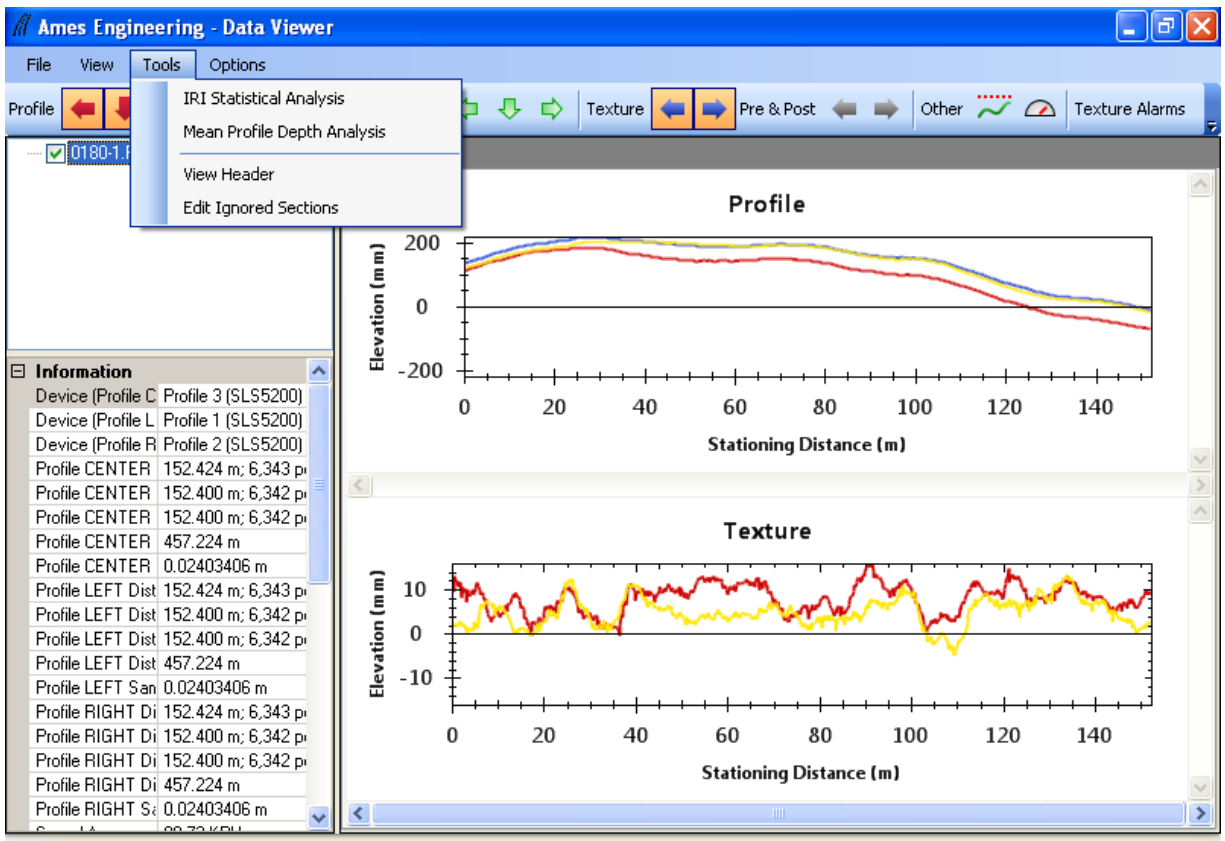 Ames Engineering - Data Viewer
File View Tools Options
Profile Texture Pre & Post Other Texture Alarms
IRI Statistical Analysis
Mean Profile Depth Analysis
View Header
Edit Ignored Sections
0180-1.
Profile
200
0
-200
Elevation (mm)
0 20 40 60 80 100 120 140
Stationing Distance (m)
Texture
10
0
-10
Elevation (mm)
0 20 40 60 80 100 120 140
Stationing Distance (m)
Information
Device (Profile C Profile 3 (SLS5200)
Device (Profile L Profile 1 (SLS5200)
Device (Profile R Profile 2 (SLS5200)
Profile CENTER 152.424 m; 6,343 p
Profile CENTER 152.400 m; 6,342 p
Profile CENTER 152.400 m; 6,342 p
Profile CENTER 457.224 m
Profile CENTER 0.02403406 m
Profile LEFT Dist 152.424 m; 6,343 p
Profile LEFT Dist 152.400 m; 6,342 p
Profile LEFT Dist 152.400 m; 6,342 p
Profile LEFT Dist 457.224 m
Profile LEFT San 0.02403406 m
Profile RIGHT Di 152.424 m; 6,343 p
Profile RIGHT Di 152.400 m; 6,342 p
Profile RIGHT Di 152.400 m; 6,342 p
Profile RIGHT Di 457.224 m
Profile RIGHT Sa 0.02403406 m